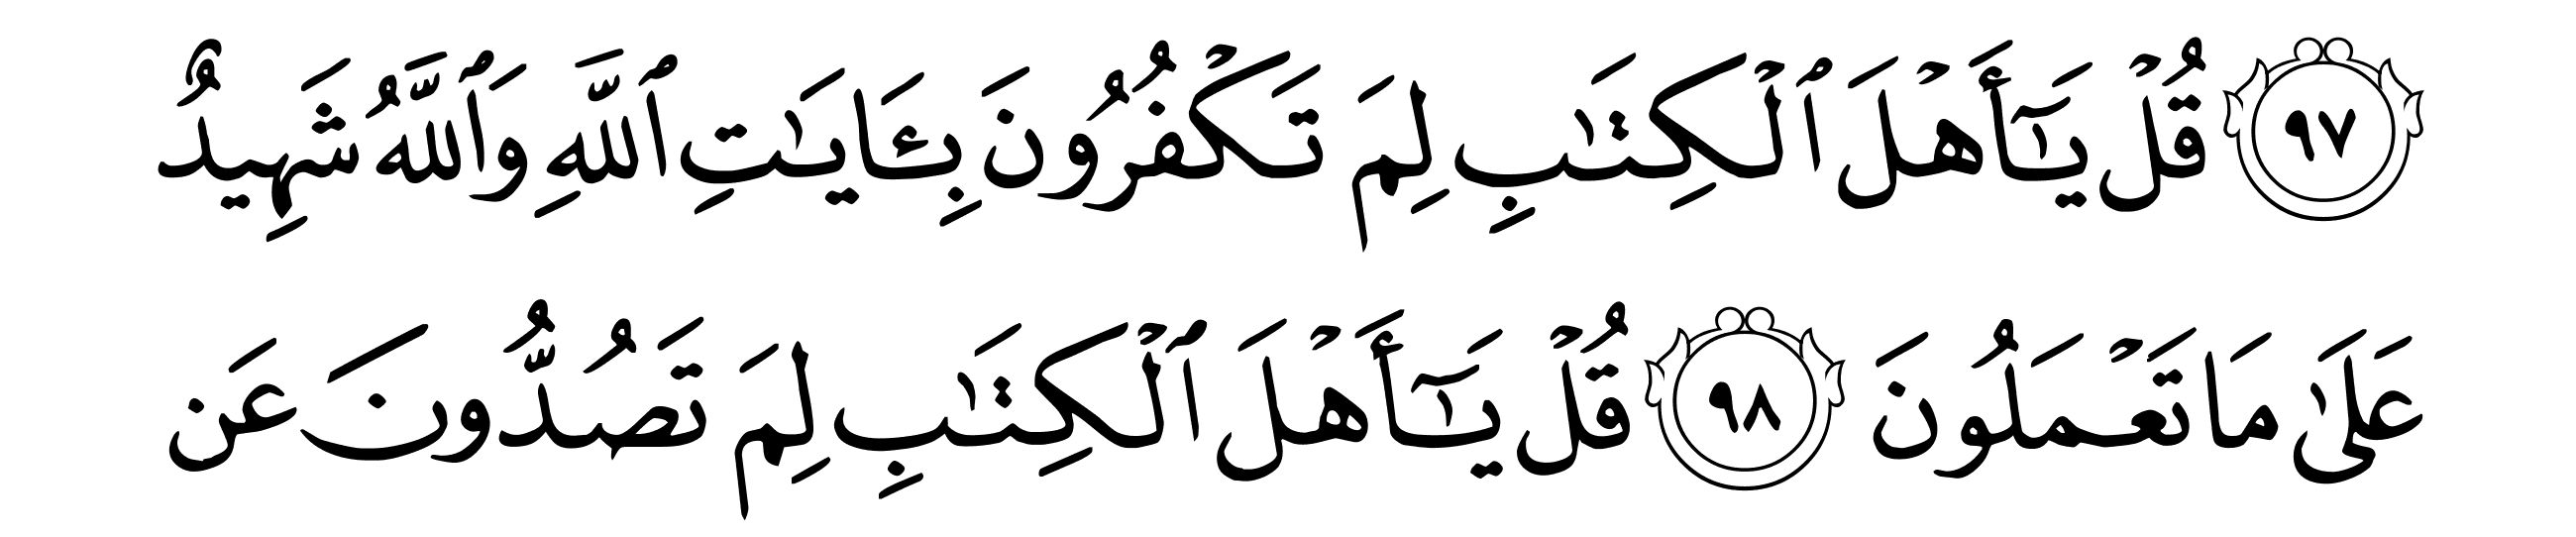 ٩٧ قُلۡ يَٰٓأَهۡلَ ٱلۡكِتَٰبِ لِمَ تَكۡفُرُونَ بِـَٔايَٰتِ ٱللَّهِ وَٱللَّهُ شَهِيدٌ
عَلَىٰ مَا تَعۡمَلُونَ ٩٨ قُلۡ يَٰٓأَهۡلَ ٱلۡكِتَٰبِ لِمَ تَصُدُّونَ عَن